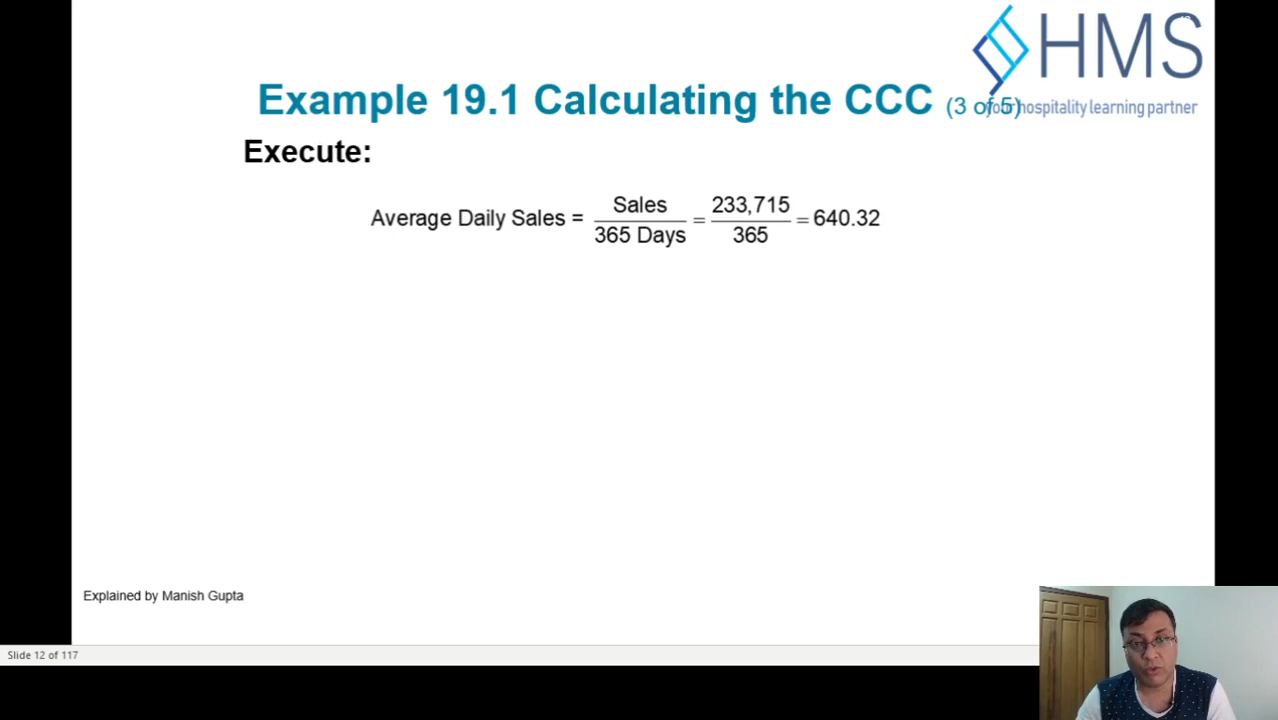 HMS
Example 19.1 Calculating the CCC (3 of 5)
your hospitality learning partner
Execute:
Average Daily Sales = Sales / 365 Days = 233,715 / 365 = 640.32
Explained by Manish Gupta
Slide 12 of 117